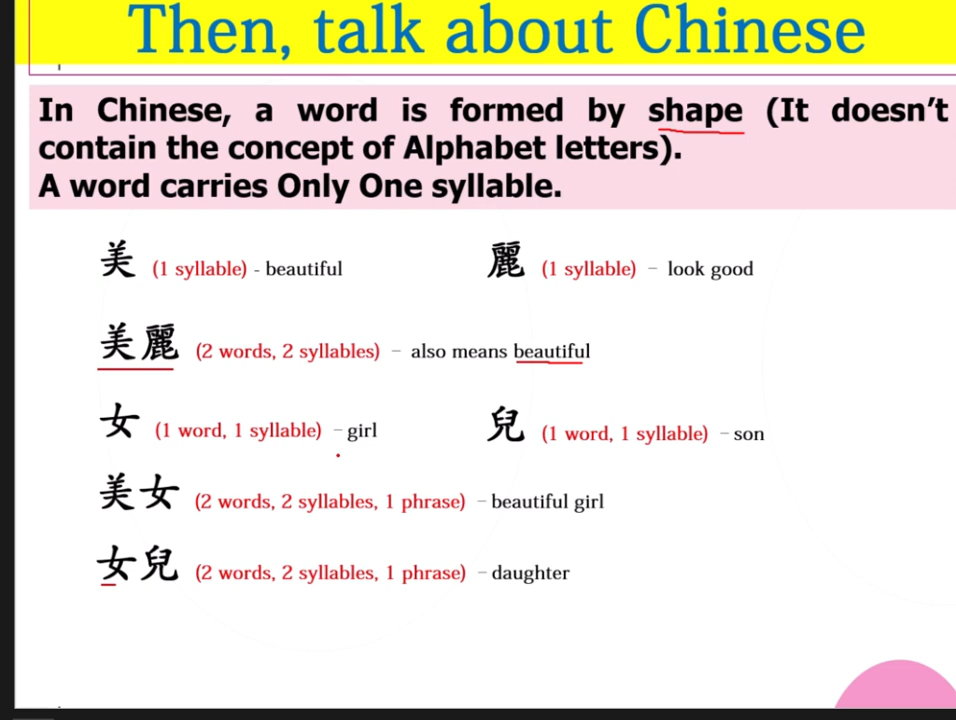 Then, talk about Chinese
In Chinese, a word is formed by shape (It doesn't
contain the concept of Alphabet letters).
A word carries Only One syllable.
美 (1 syllable) - beautiful
麗 (1 syllable) – look good
美麗 (2 words, 2 syllables) – also means beautiful
女 (1 word, 1 syllable) – girl
兒 (1 word, 1 syllable) – son
美女 (2 words, 2 syllables, 1 phrase) – beautiful girl
女兒 (2 words, 2 syllables, 1 phrase) – daughter